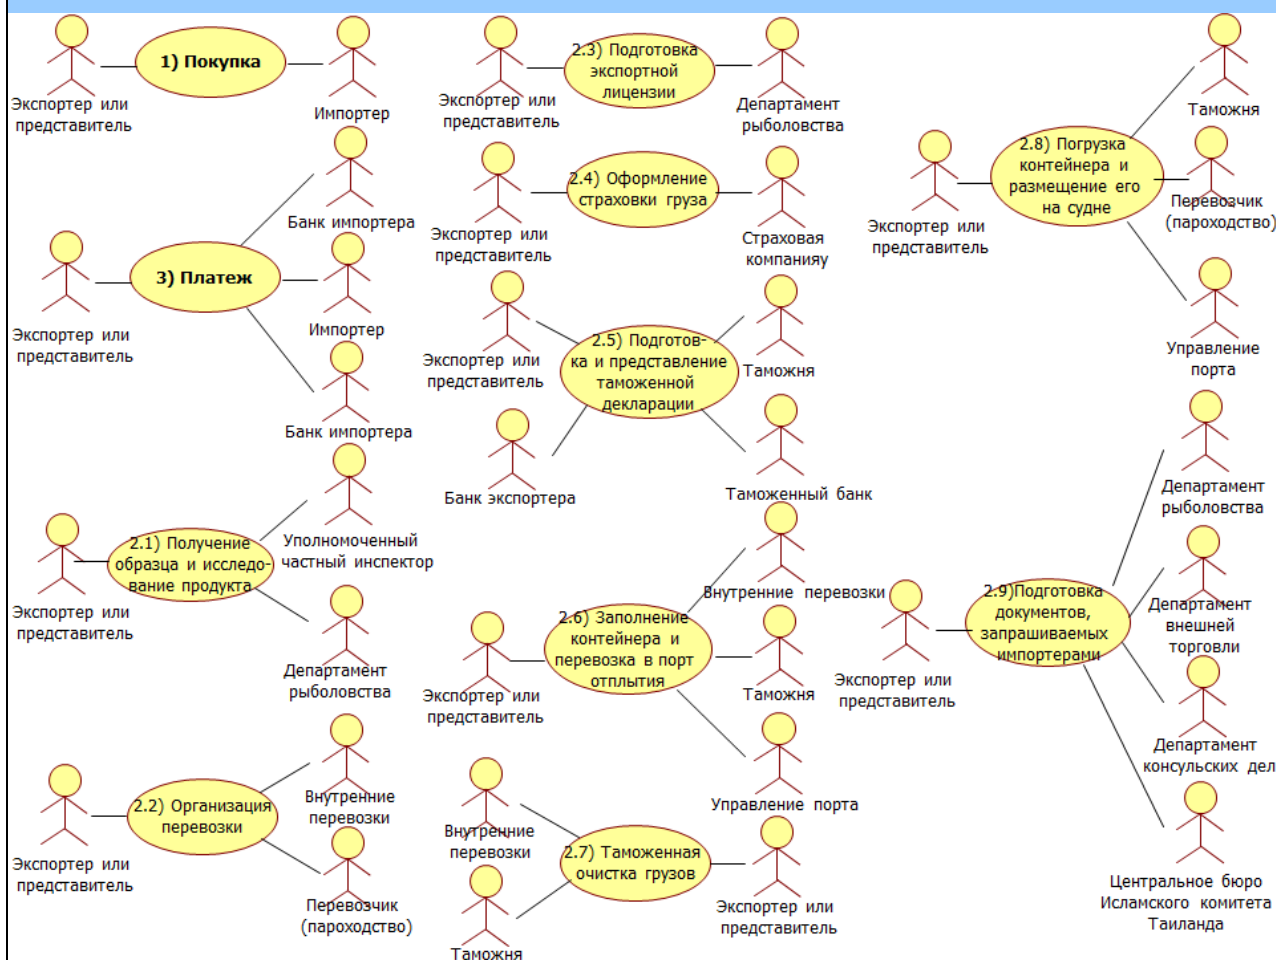 1) Покупка
Экспортер или
представитель
Импортер
Банк импортера
3) Платеж
Экспортер или
представитель
Импортер
Банк импортера
2.1) Получение
образца и исследо-
вание продукта
Экспортер или
представитель
Уполномоченный
частный инспектор
Департамент
рыболовства
2.2) Организация
перевозки
Экспортер или
представитель
Внутренние
перевозки
Перевозчик
(пароходство)
2.3) Подготовка
экспортной
лицензии
Экспортер или
представитель
Департамент
рыболовства
2.4) Оформление
страховки груза
Экспортер или
представитель
Страховая
компанияу
2.5) Подготов-
ка и представление
таможенной
декларации
Экспортер или
представитель
Таможня
Банк экспортера
Таможенный банк
2.6) Заполнение
контейнера и
перевозка в порт
отплытия
Внутренние перевозки
Экспортер или
представитель
Таможня
Управление порта
2.7) Таможенная
очистка грузов
Внутренние
перевозки
Таможня
Экспортер или
представитель
2.8) Погрузка
контейнера и
размещение его
на судне
Таможня
Экспортер или
представитель
Перевозчик
(пароходство)
Управление
порта
2.9)Подготовка
документов,
запрашиваемых
импортерами
Экспортер или
представитель
Департамент
рыболовства
Департамент
внешней
торговли
Департамент
консульских дел
Центральное бюро
Исламского комитета
Таиланда